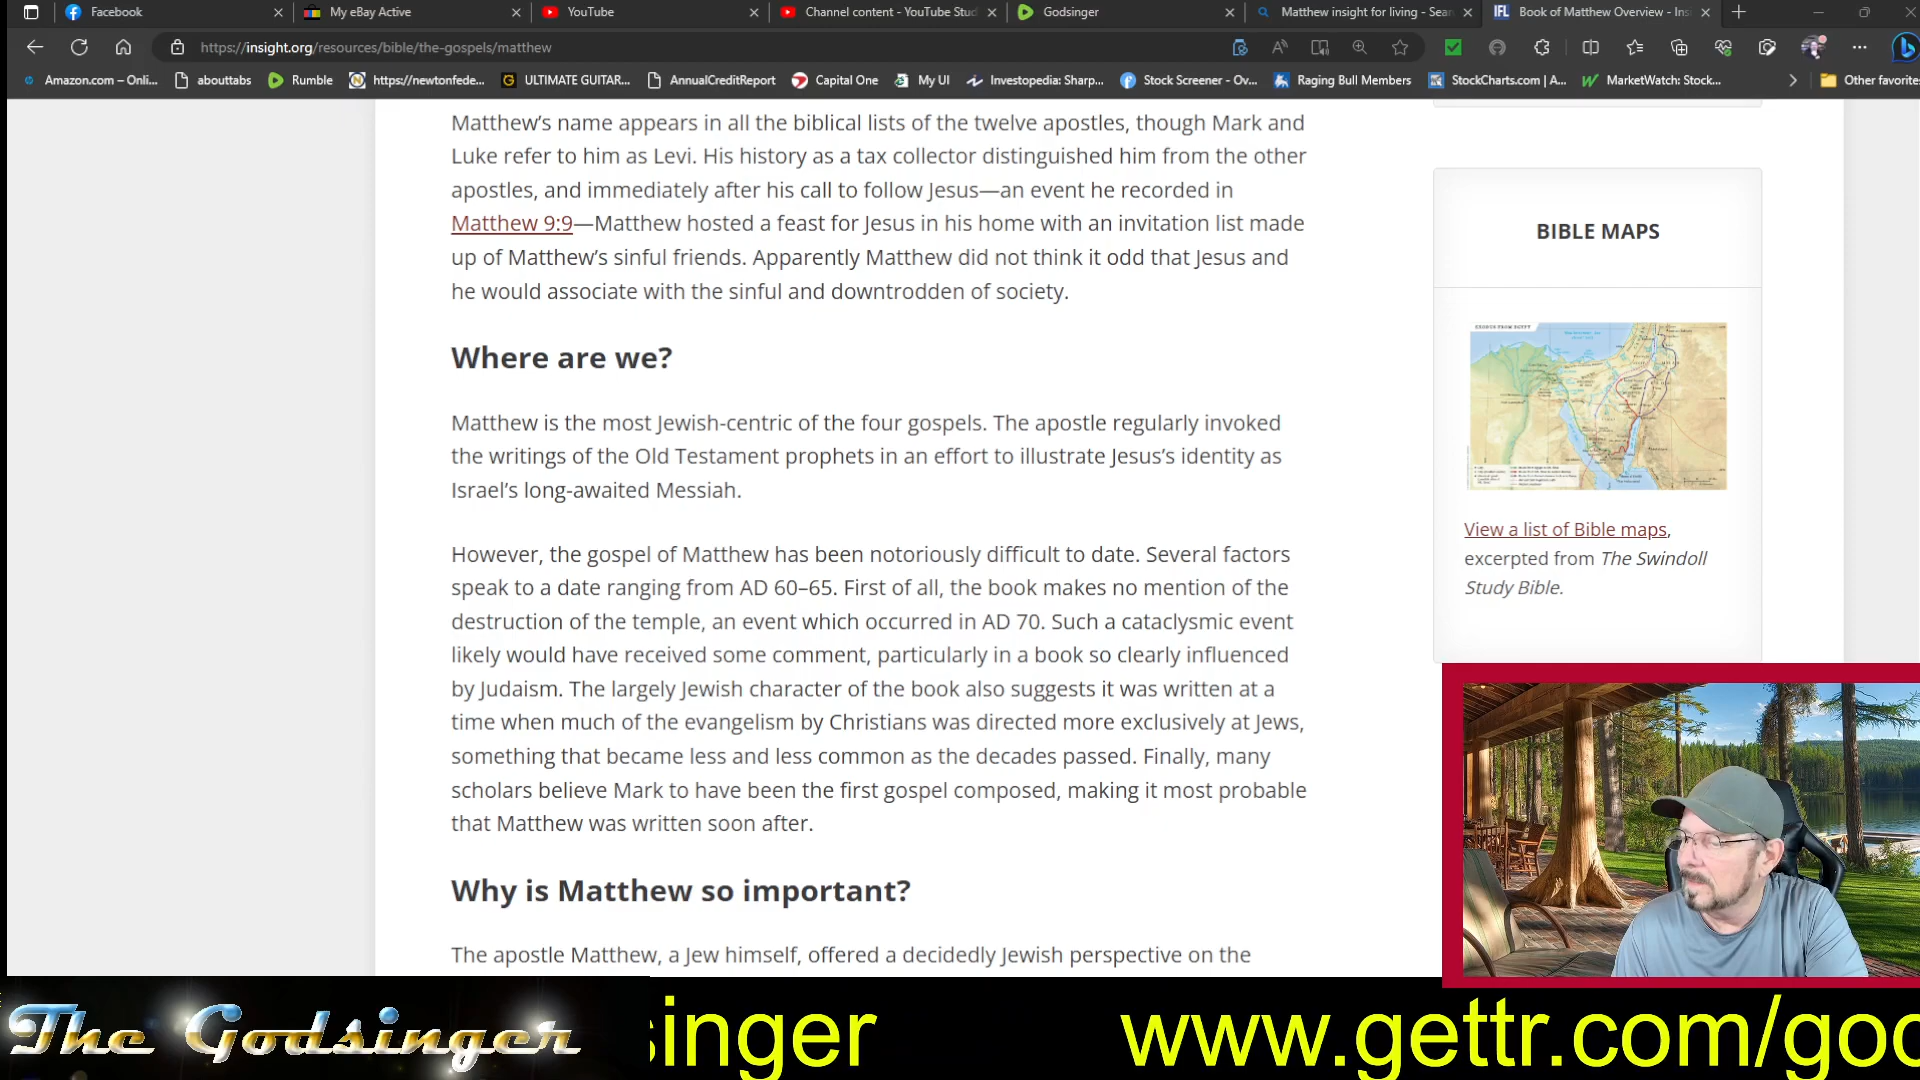 Facebook
My eBay Active
YouTube
Channel content - YouTube Stud
Godsinger
Matthew insight for living - Sear
IFL
Book of Matthew Overview - Ins
https://insight.org/resources/bible/the-gospels/matthew
Amazon.com – Onli...
abouttabs
Rumble
https://newtonfede...
ULTIMATE GUITAR...
AnnualCreditReport
Capital One
My UI
Investopedia: Sharp...
Stock Screener - Ov...
Raging Bull Members
StockCharts.com | A...
MarketWatch: Stock...
Other favorites
Matthew’s name appears in all the biblical lists of the twelve apostles, though Mark and
Luke refer to him as Levi. His history as a tax collector distinguished him from the other
apostles, and immediately after his call to follow Jesus—an event he recorded in
Matthew 9:9—Matthew hosted a feast for Jesus in his home with an invitation list made
up of Matthew’s sinful friends. Apparently Matthew did not think it odd that Jesus and
he would associate with the sinful and downtrodden of society.
Where are we?
Matthew is the most Jewish-centric of the four gospels. The apostle regularly invoked
the writings of the Old Testament prophets in an effort to illustrate Jesus’s identity as
Israel’s long-awaited Messiah.
However, the gospel of Matthew has been notoriously difficult to date. Several factors
speak to a date ranging from AD 60–65. First of all, the book makes no mention of the
destruction of the temple, an event which occurred in AD 70. Such a cataclysmic event
likely would have received some comment, particularly in a book so clearly influenced
by Judaism. The largely Jewish character of the book also suggests it was written at a
time when much of the evangelism by Christians was directed more exclusively at Jews,
something that became less and less common as the decades passed. Finally, many
scholars believe Mark to have been the first gospel composed, making it most probable
that Matthew was written soon after.
Why is Matthew so important?
The apostle Matthew, a Jew himself, offered a decidedly Jewish perspective on the
BIBLE MAPS
EXODUS FROM EGYPT
View a list of Bible maps,
excerpted from The Swindoll
Study Bible.
The Godsinger
singer
www.gettr.com/goc